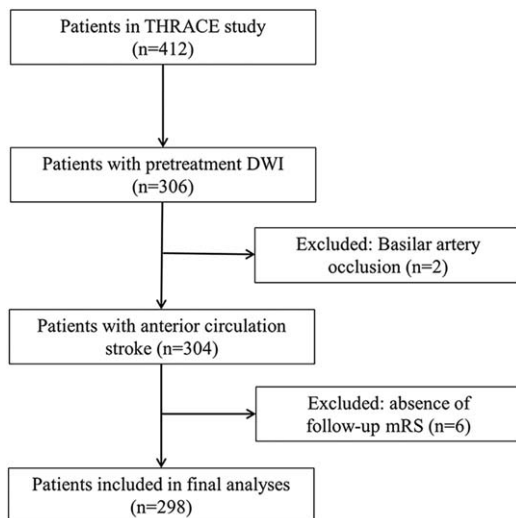 Patients in THRACE study
(n=412)
Patients with pretreatment DWI
(n=306)
Excluded: Basilar artery
occlusion (n=2)
Patients with anterior circulation
stroke (n=304)
Excluded: absence of
follow-up mRS (n=6)
Patients included in final analyses
(n=298)